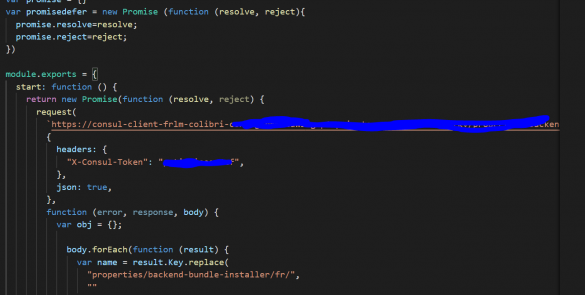 var promise = {}
var promisedefer = new Promise (function (resolve, reject){
  promise.resolve=resolve;
  promise.reject=reject;
})

module.exports = {
  start: function () {
    return new Promise(function (resolve, reject) {
      request(
        `https://consul-client-frlm-colibri-
        {
          headers: {
            "X-Consul-Token": "
          },
          json: true,
        },
        function (error, response, body) {
          var obj = {};

          body.forEach(function (result) {
            var name = result.Key.replace(
              "properties/backend-bundle-installer/fr/",
              ""